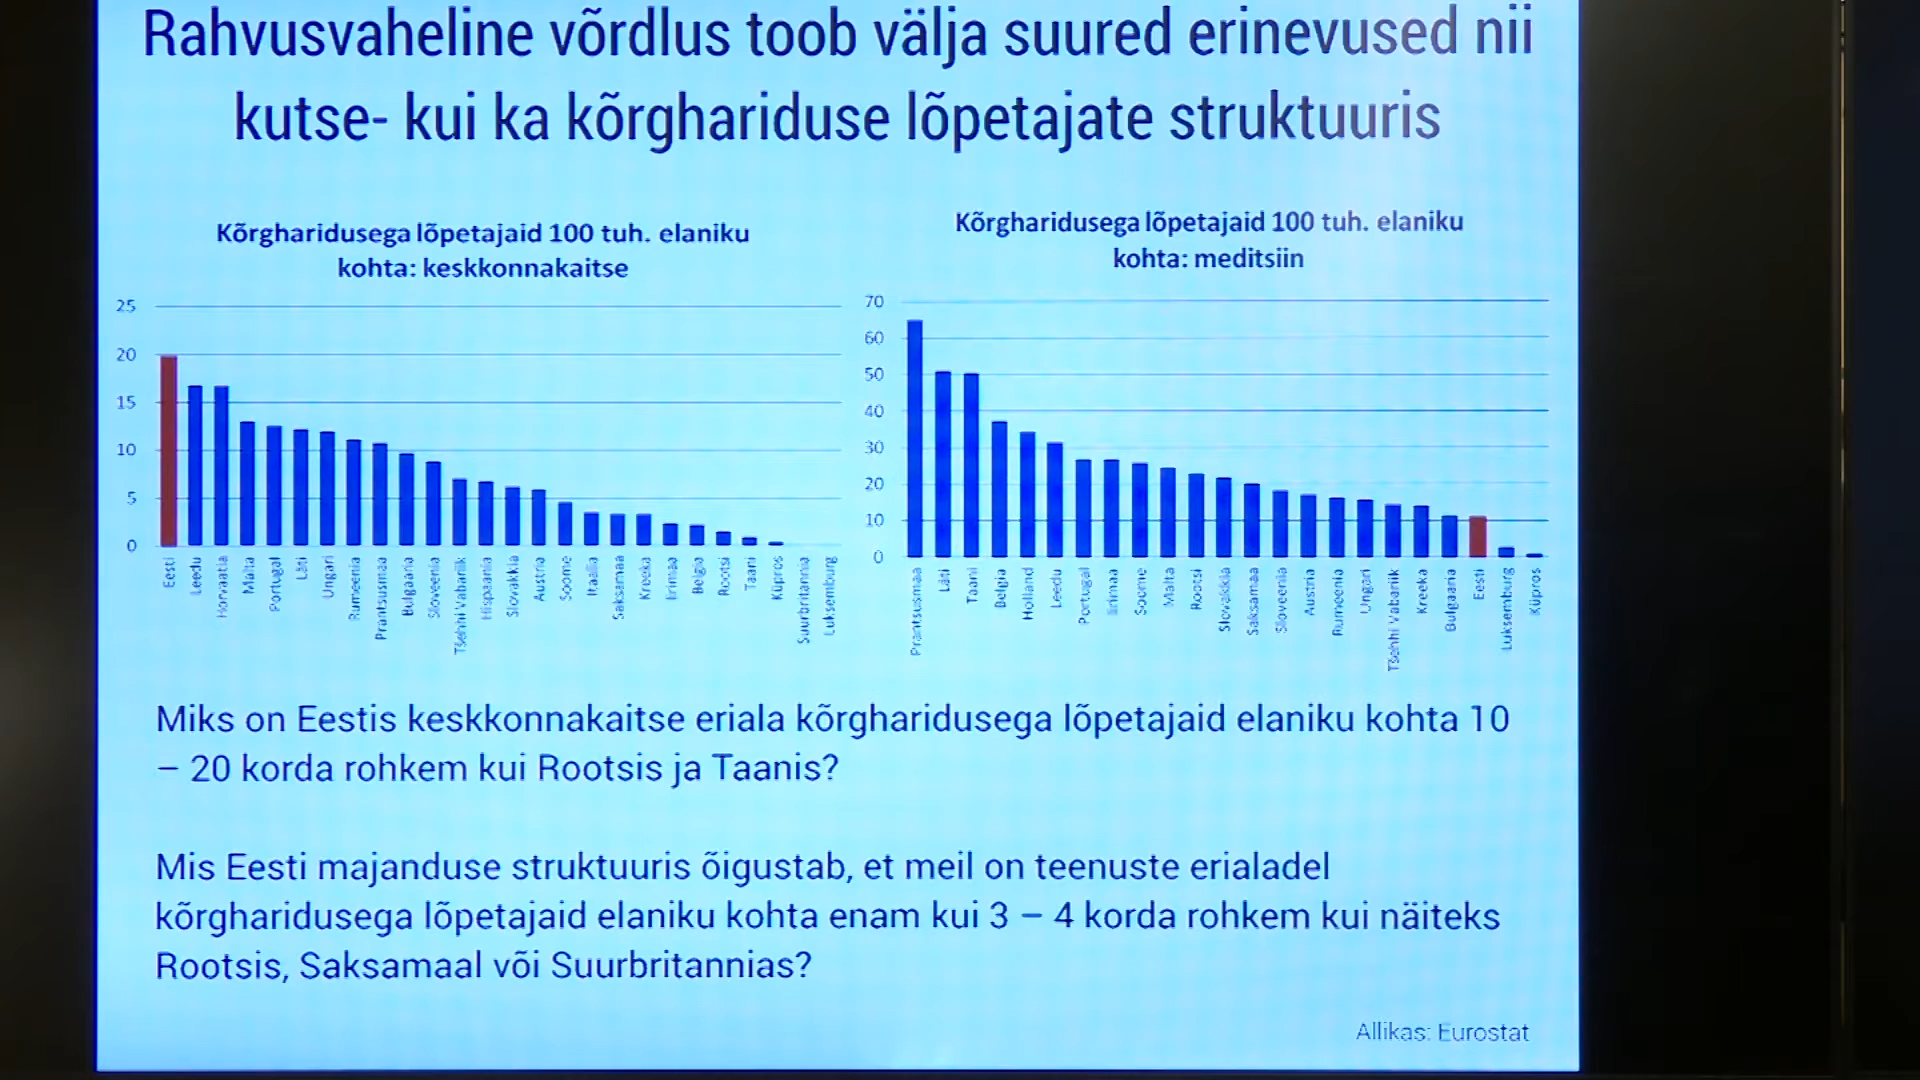 Rahvusvaheline võrdlus toob välja suured erinevused nii
kutse- kui ka kõrghariduse lõpetajate struktuuris
Kõrgharidusega lõpetajaid 100 tuh. elaniku
kohta: keskkonnakaitse
25
20
15
10
5
0
Eesti
Leedu
Horvaatia
Malta
Portugal
Läti
Ungari
Rumeenia
Prantsusmaa
Bulgaaria
Sloveenia
Tšehhi Vabariik
Hispaania
Slovakkia
Austria
Soome
Itaalia
Saksamaa
Kreeka
Iirimaa
Belgia
Rootsi
Taani
Küpros
Suurbritannia
Luksemburg
Kõrgharidusega lõpetajaid 100 tuh. elaniku
kohta: meditsiin
70
60
50
40
30
20
10
0
Prantsusmaa
Läti
Taani
Belgia
Holland
Leedu
Portugal
Iirimaa
Soome
Malta
Rootsi
Slovakkia
Saksamaa
Sloveenia
Austria
Rumeenia
Ungari
Tšehhi Vabariik
Kreeka
Bulgaaria
Eesti
Luksemburg
Küpros
Miks on Eestis keskkonnakaitse eriala kõrgharidusega lõpetajaid elaniku kohta 10
– 20 korda rohkem kui Rootsis ja Taanis?
Mis Eesti majanduse struktuuris õigustab, et meil on teenuste erialadel
kõrgharidusega lõpetajaid elaniku kohta enam kui 3 – 4 korda rohkem kui näiteks
Rootsis, Saksamaal või Suurbritannias?
Allikas: Eurostat